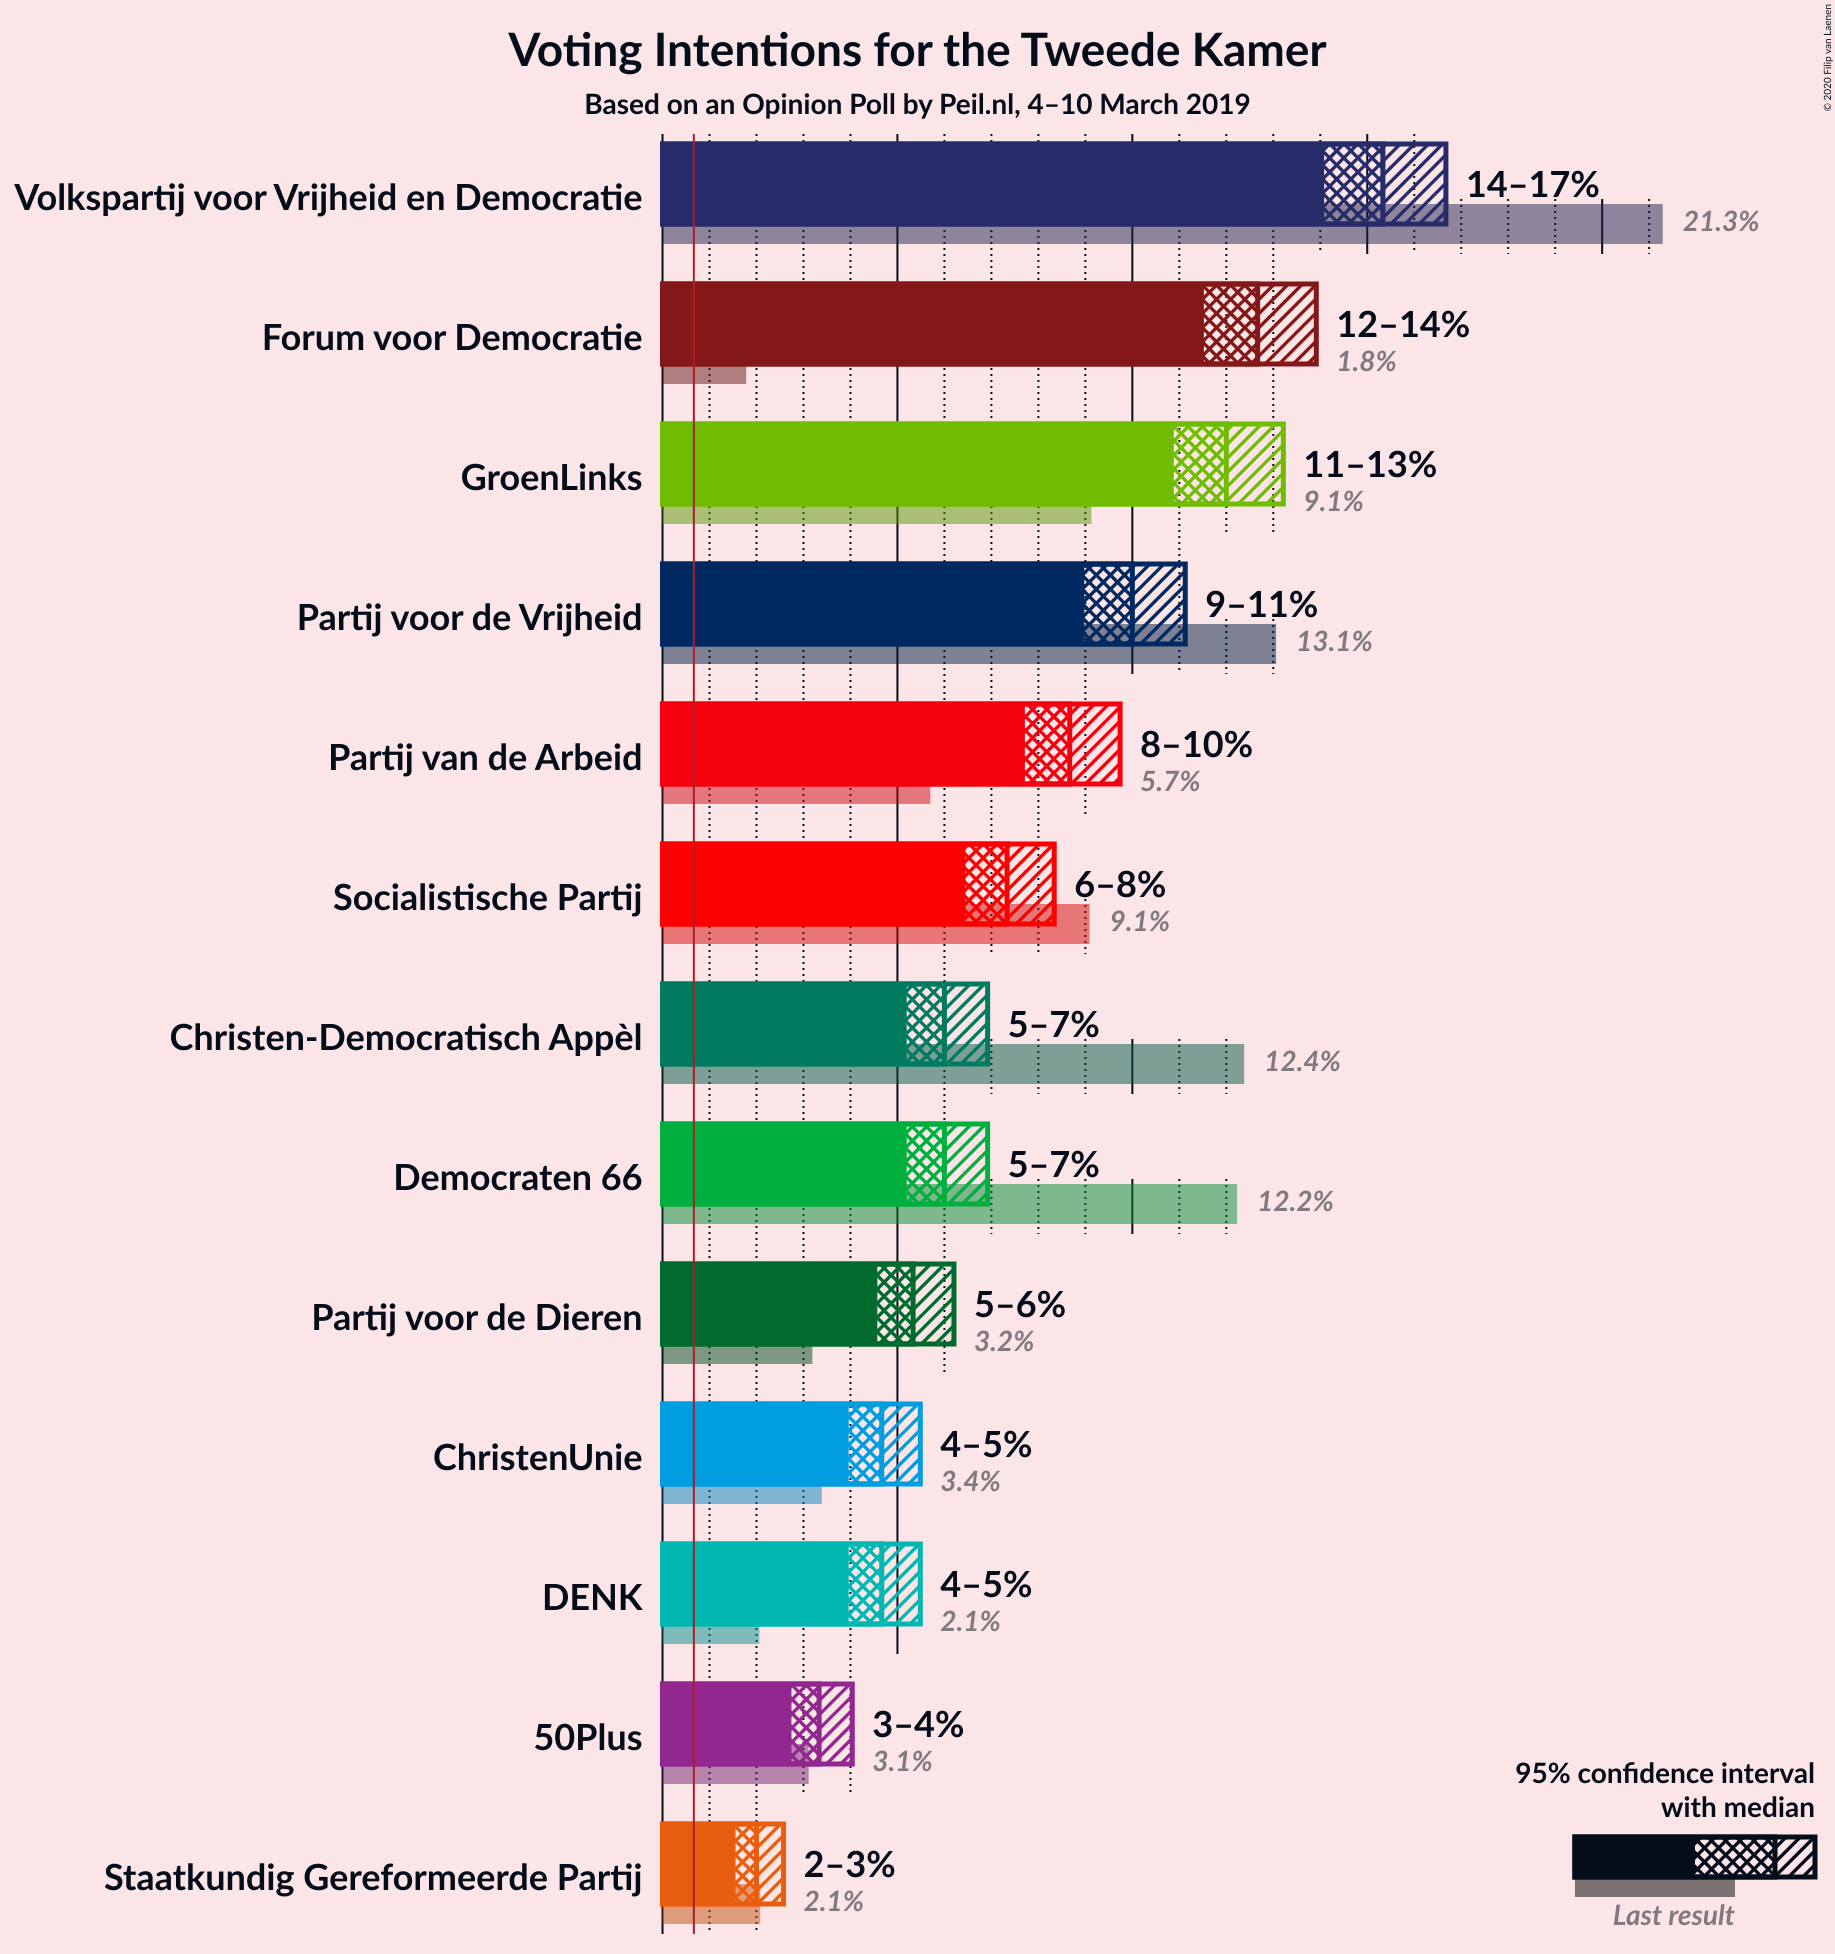 Voting Intentions for the Tweede Kamer
Based on an Opinion Poll by Peil.nl, 4–10 March 2019
© 2020 Filip van Laenen
Volkspartij voor Vrijheid en Democratie
14–17%
21.3%
Forum voor Democratie
12–14%
1.8%
GroenLinks
11–13%
9.1%
Partij voor de Vrijheid
9–11%
13.1%
Partij van de Arbeid
8–10%
5.7%
Socialistische Partij
6–8%
9.1%
Christen-Democratisch Appèl
5–7%
12.4%
Democraten 66
5–7%
12.2%
Partij voor de Dieren
5–6%
3.2%
ChristenUnie
4–5%
3.4%
DENK
4–5%
2.1%
50Plus
3–4%
3.1%
Staatkundig Gereformeerde Partij
2–3%
2.1%
95% confidence interval
with median
Last result